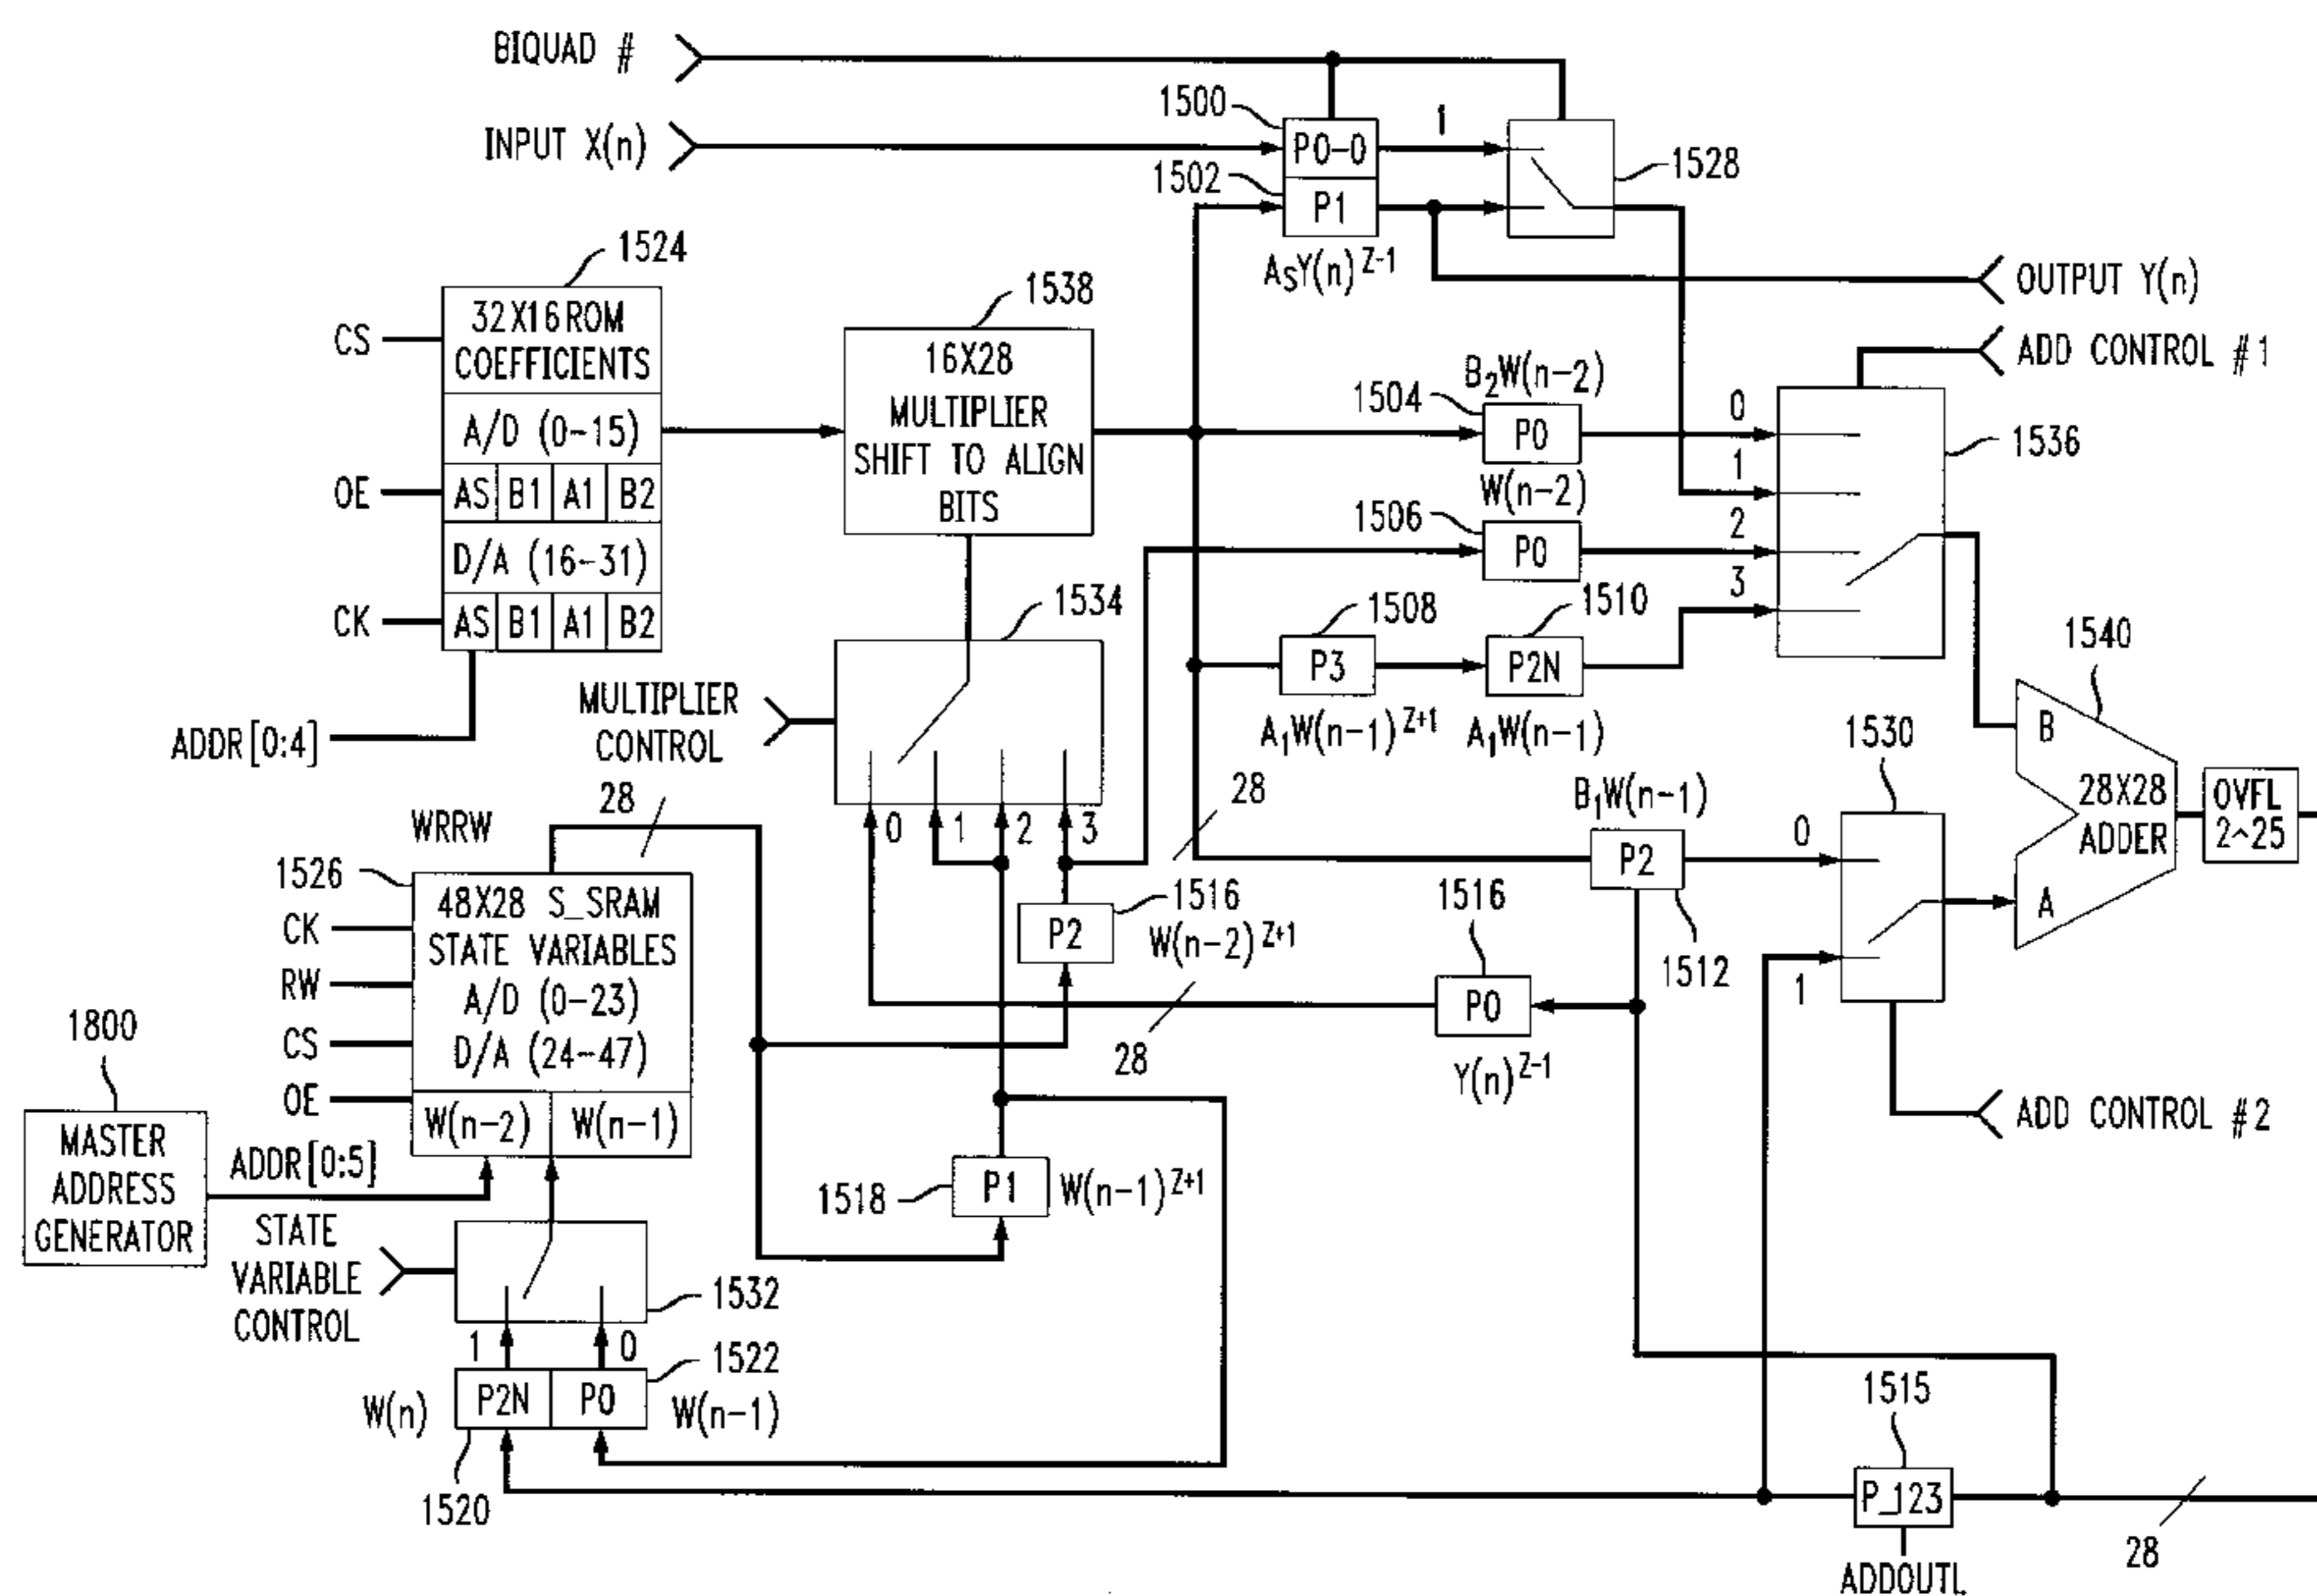 BIQUAD #
INPUT X(n)
1500
P0-0
1
1502
P1
1528
A_SY(n)^Z-1
OUTPUT Y(n)
ADD CONTROL #1
1524
32X16 ROM
COEFFICIENTS
A/D (0-15)
AS B1 A1 B2
D/A (16-31)
AS B1 A1 B2
CS
OE
CK
ADDR[0:4]
1538
16X28
MULTIPLIER
SHIFT TO ALIGN
BITS
1504
B_2W(n-2)
P0
0
1
2
3
1536
W(n-2)
1506
P0
1508
P3
A_1W(n-1)^Z+1
1510
P2N
A_1W(n-1)
1534
MULTIPLIER
CONTROL
0
1
2
3
28
28
B_1W(n-1)
P2
1512
0
1
1530
1540
B
28X28
ADDER
A
OVFL
2^25
WRRW
1526
48X28 S_SRAM
STATE VARIABLES
A/D (0-23)
D/A (24-47)
W(n-2)
W(n-1)
CK
RW
CS
OE
1516
P2
W(n-2)^Z+1
1516
P0
Y(n)^Z-1
28
ADD CONTROL #2
1800
MASTER
ADDRESS
GENERATOR
ADDR[0:5]
1518
P1
W(n-1)^Z+1
STATE
VARIABLE
CONTROL
1532
1
0
1522
W(n)
P2N
P0
W(n-1)
1520
1515
P_123
ADDOUTL
28